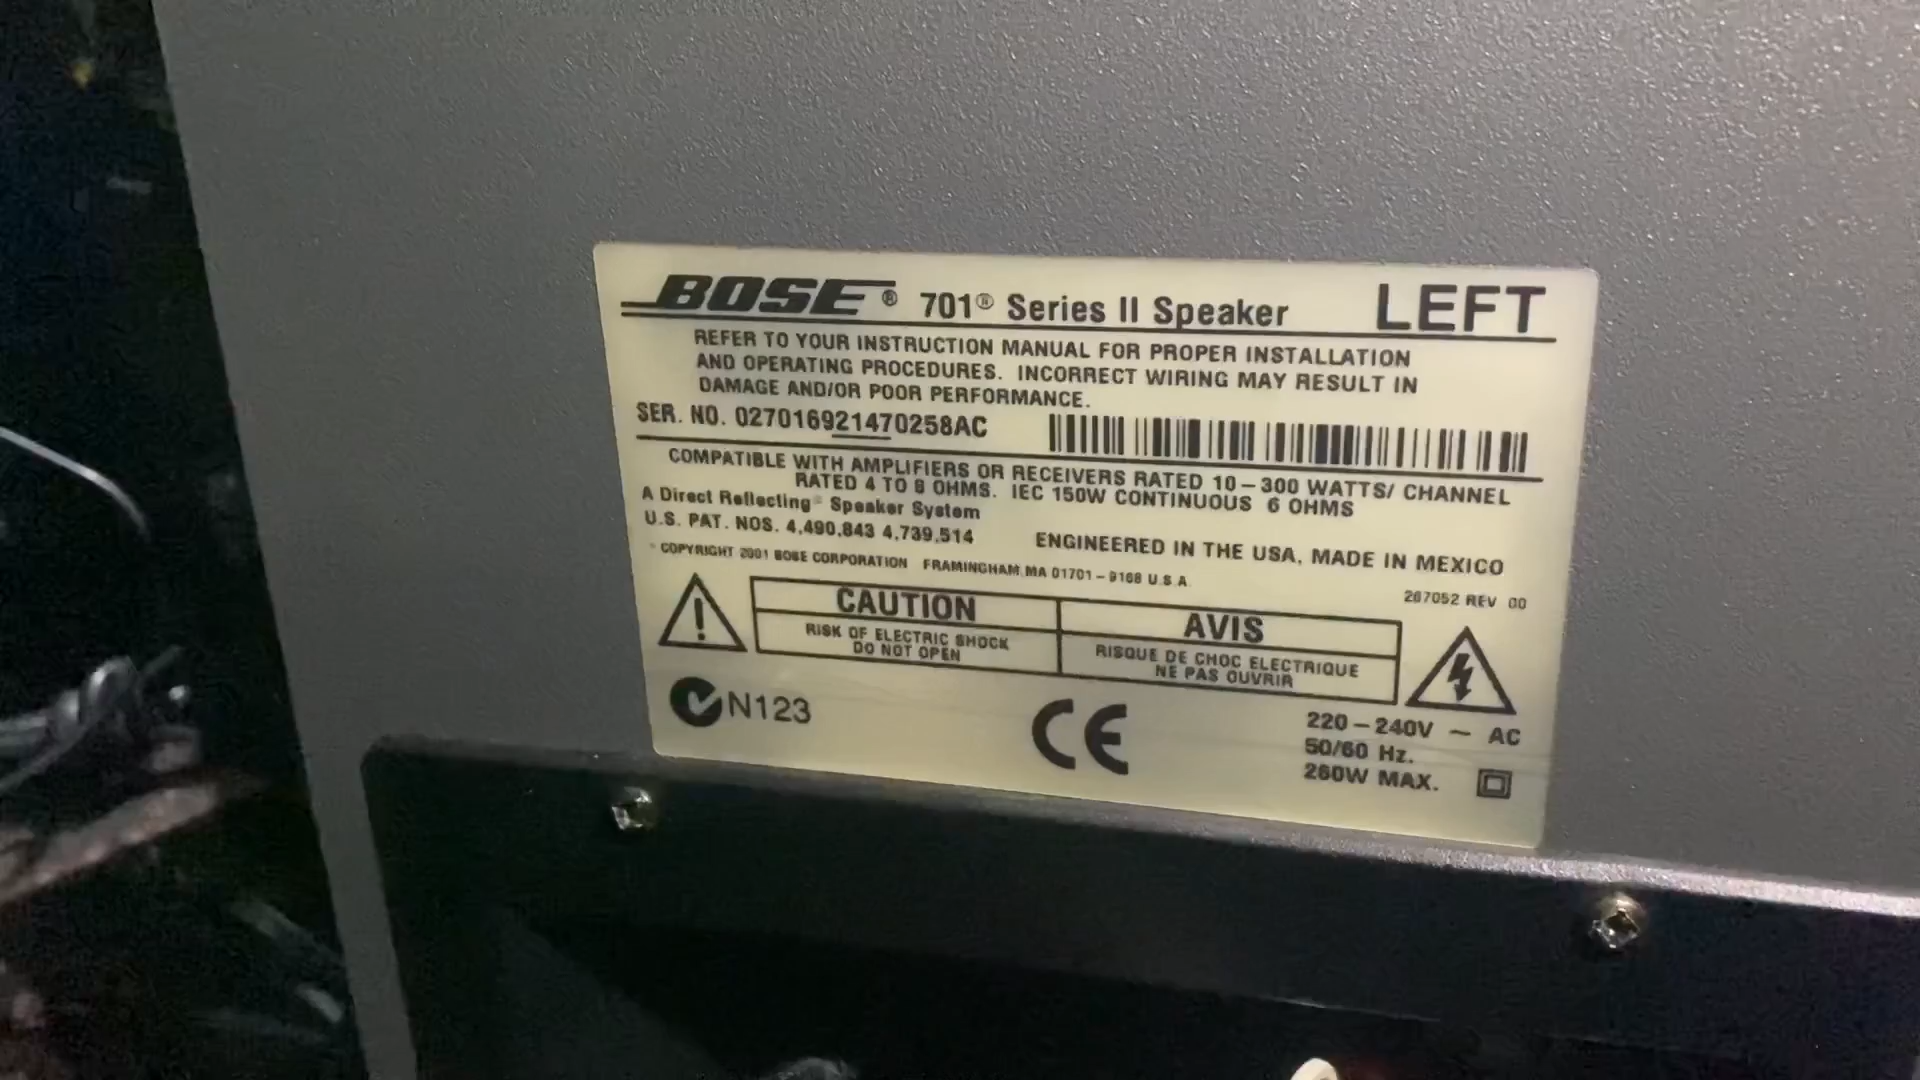 BOSE® 701® Series II Speaker LEFT
REFER TO YOUR INSTRUCTION MANUAL FOR PROPER INSTALLATION
AND OPERATING PROCEDURES. INCORRECT WIRING MAY RESULT IN
DAMAGE AND/OR POOR PERFORMANCE.
SER. NO. 027016921470258AC
COMPATIBLE WITH AMPLIFIERS OR RECEIVERS RATED 10-300 WATTS/ CHANNEL
RATED 4 TO 8 OHMS. IEC 150W CONTINUOUS 6 OHMS
A Direct Reflecting® Speaker System
U.S. PAT. NOS. 4,490,843 4,739,514
ENGINEERED IN THE USA, MADE IN MEXICO
COPYRIGHT 2001 BOSE CORPORATION FRAMINGHAM, MA 01701-9168 U.S.A.
267052 REV 00
CAUTION
RISK OF ELECTRIC SHOCK
DO NOT OPEN
AVIS
RISQUE DE CHOC ELECTRIQUE
NE PAS OUVRIR
N123
CE
220-240V ~ AC
50/60 Hz.
260W MAX.